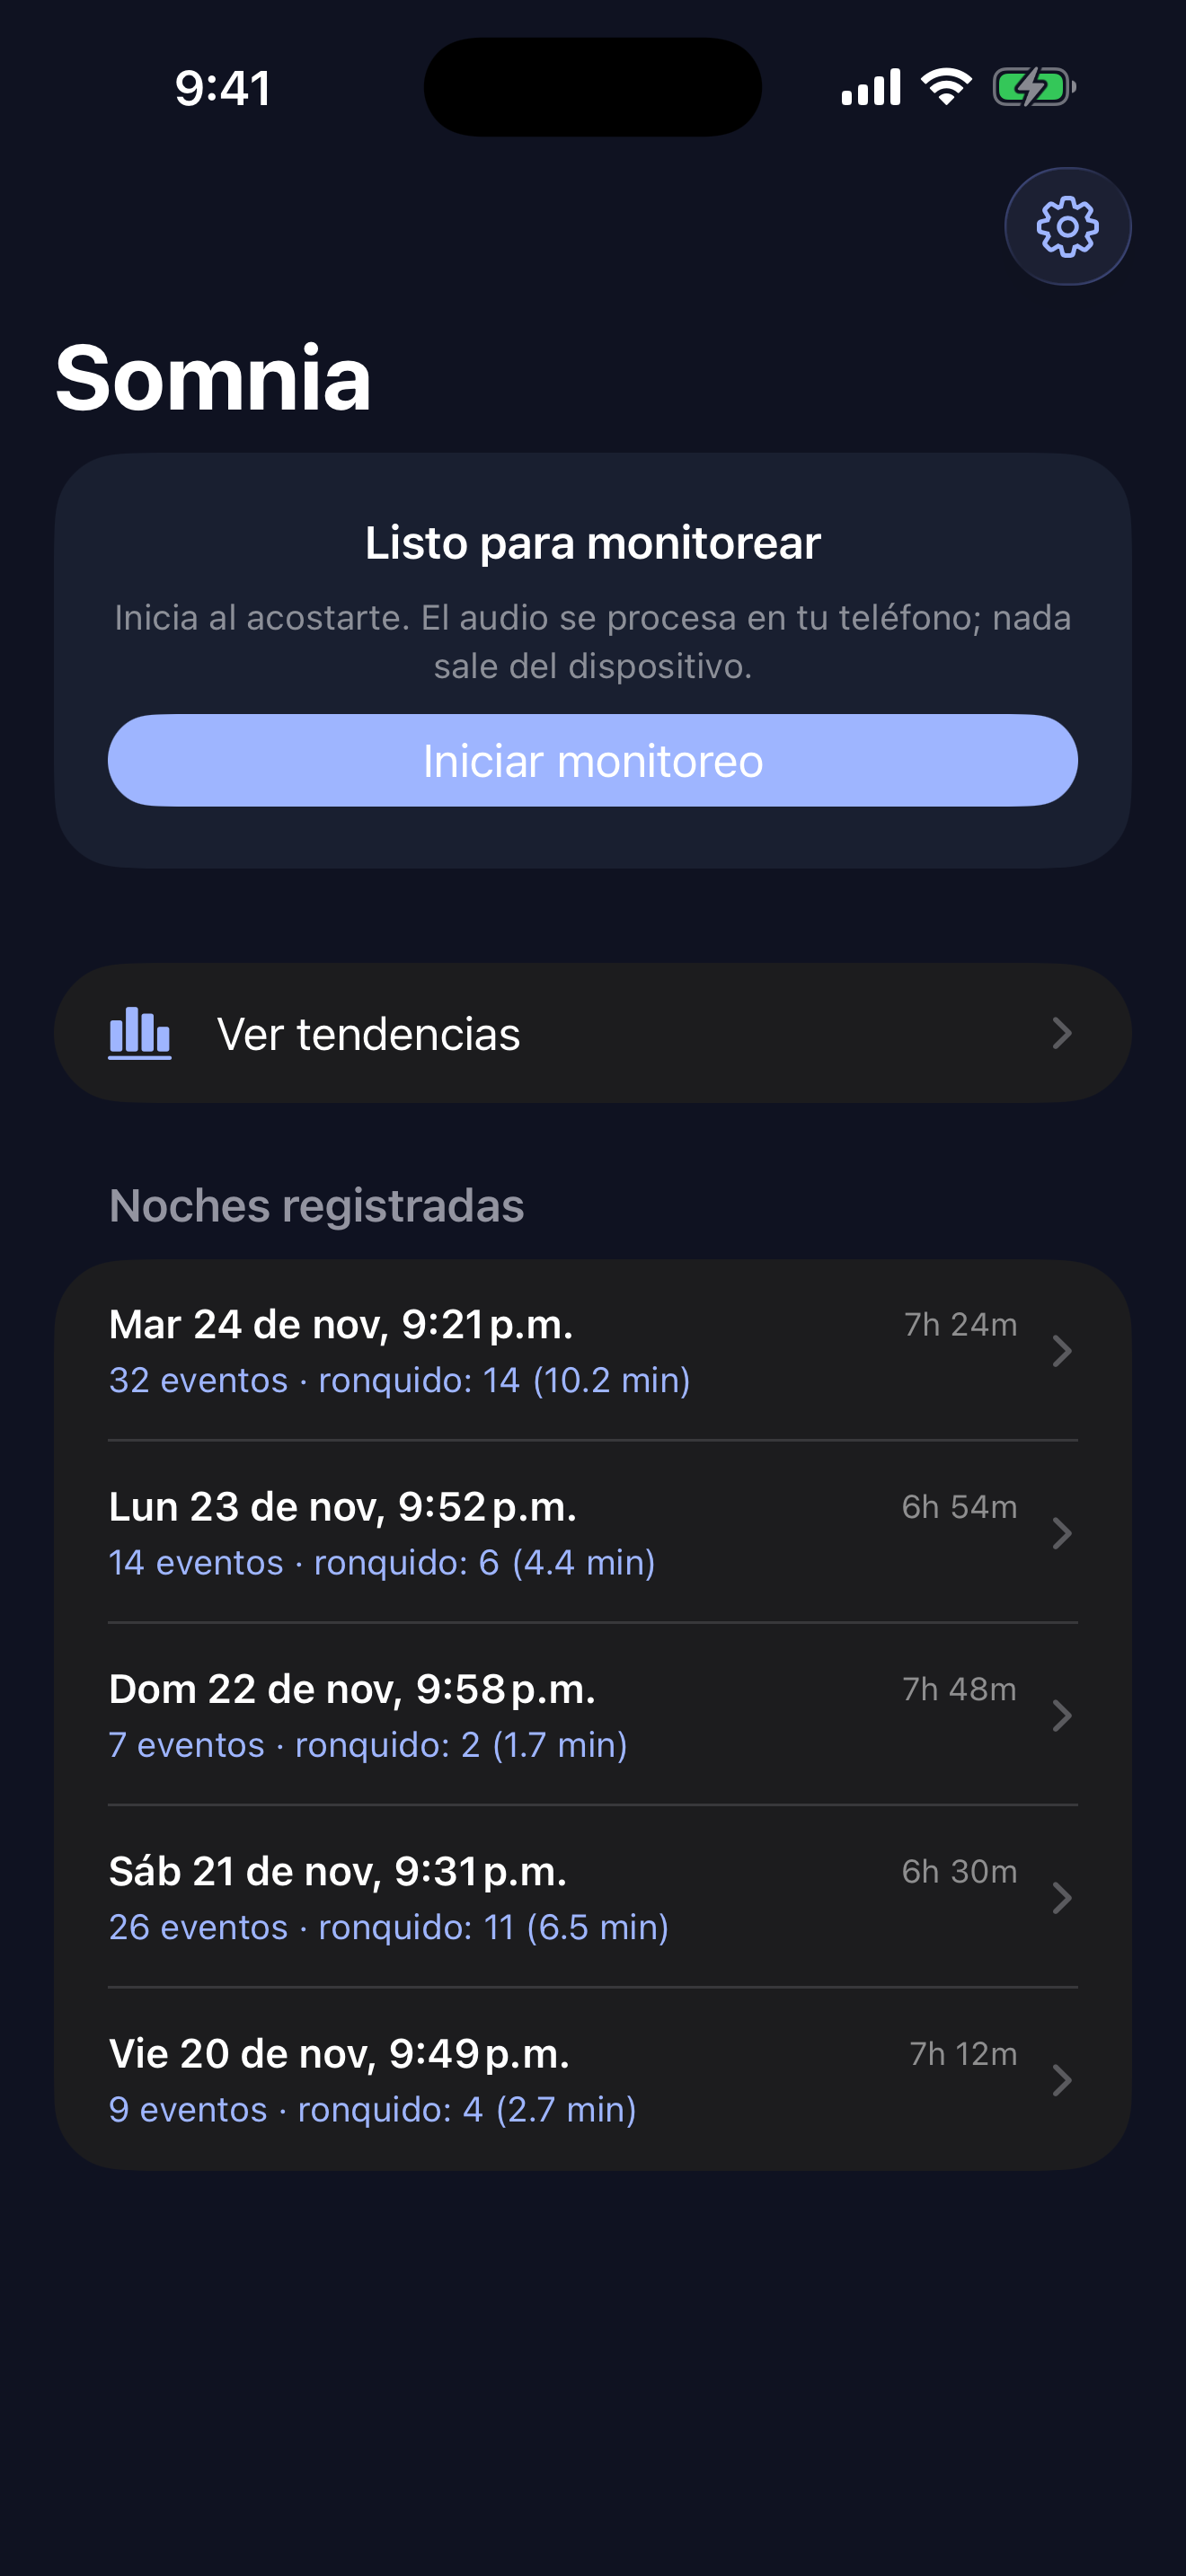 9:41
Somnia
Listo para monitorear
Inicia al acostarte. El audio se procesa en tu teléfono; nada
sale del dispositivo.
Iniciar monitoreo
Ver tendencias
Noches registradas
Mar 24 de nov, 9:21 p.m.
7h 24m
32 eventos · ronquido: 14 (10.2 min)
Lun 23 de nov, 9:52 p.m.
6h 54m
14 eventos · ronquido: 6 (4.4 min)
Dom 22 de nov, 9:58 p.m.
7h 48m
7 eventos · ronquido: 2 (1.7 min)
Sáb 21 de nov, 9:31 p.m.
6h 30m
26 eventos · ronquido: 11 (6.5 min)
Vie 20 de nov, 9:49 p.m.
7h 12m
9 eventos · ronquido: 4 (2.7 min)